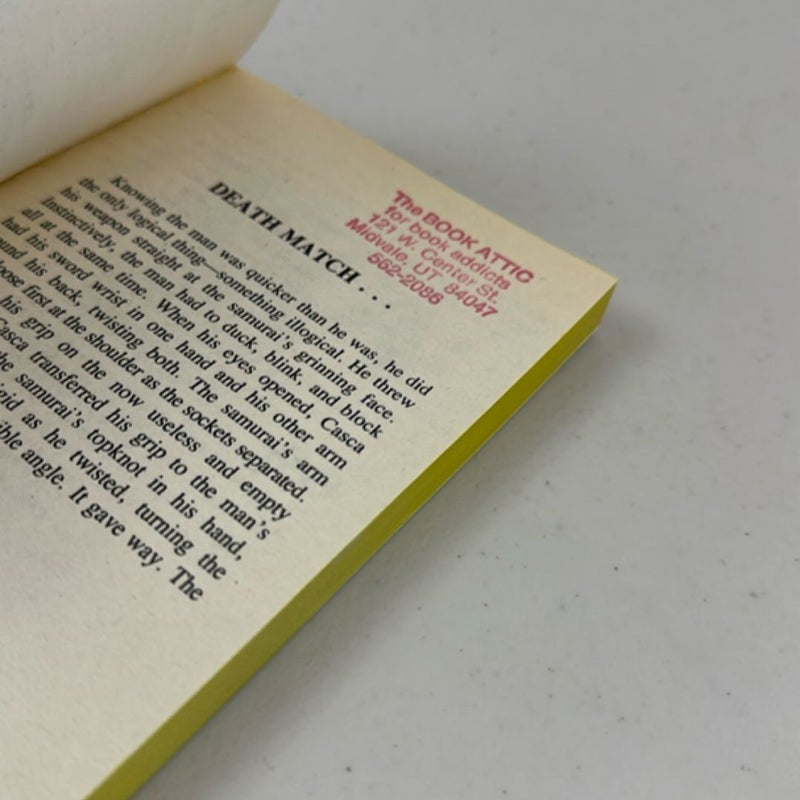 The BOOK ATTIC
for book addicts
121 W. Center St.
Midvale, UT 84047
562-2086
DEATH MATCH . . .
Knowing the man was quicker than he was, he did
the only logical thing—something illogical. He threw
his weapon straight at the samurai's grinning face.
Instinctively, the man had to duck, blink, and block
all at the same time. When his eyes opened, Casca
had his sword wrist in one hand and his other arm
his back, twisting both. The samurai's arm
first at the shoulder as the sockets separated.
his grip on the now useless and empty
Casca transferred his grip to the man's
the samurai's topknot in his hand,
as he twisted, turning the
angle. It gave way. The